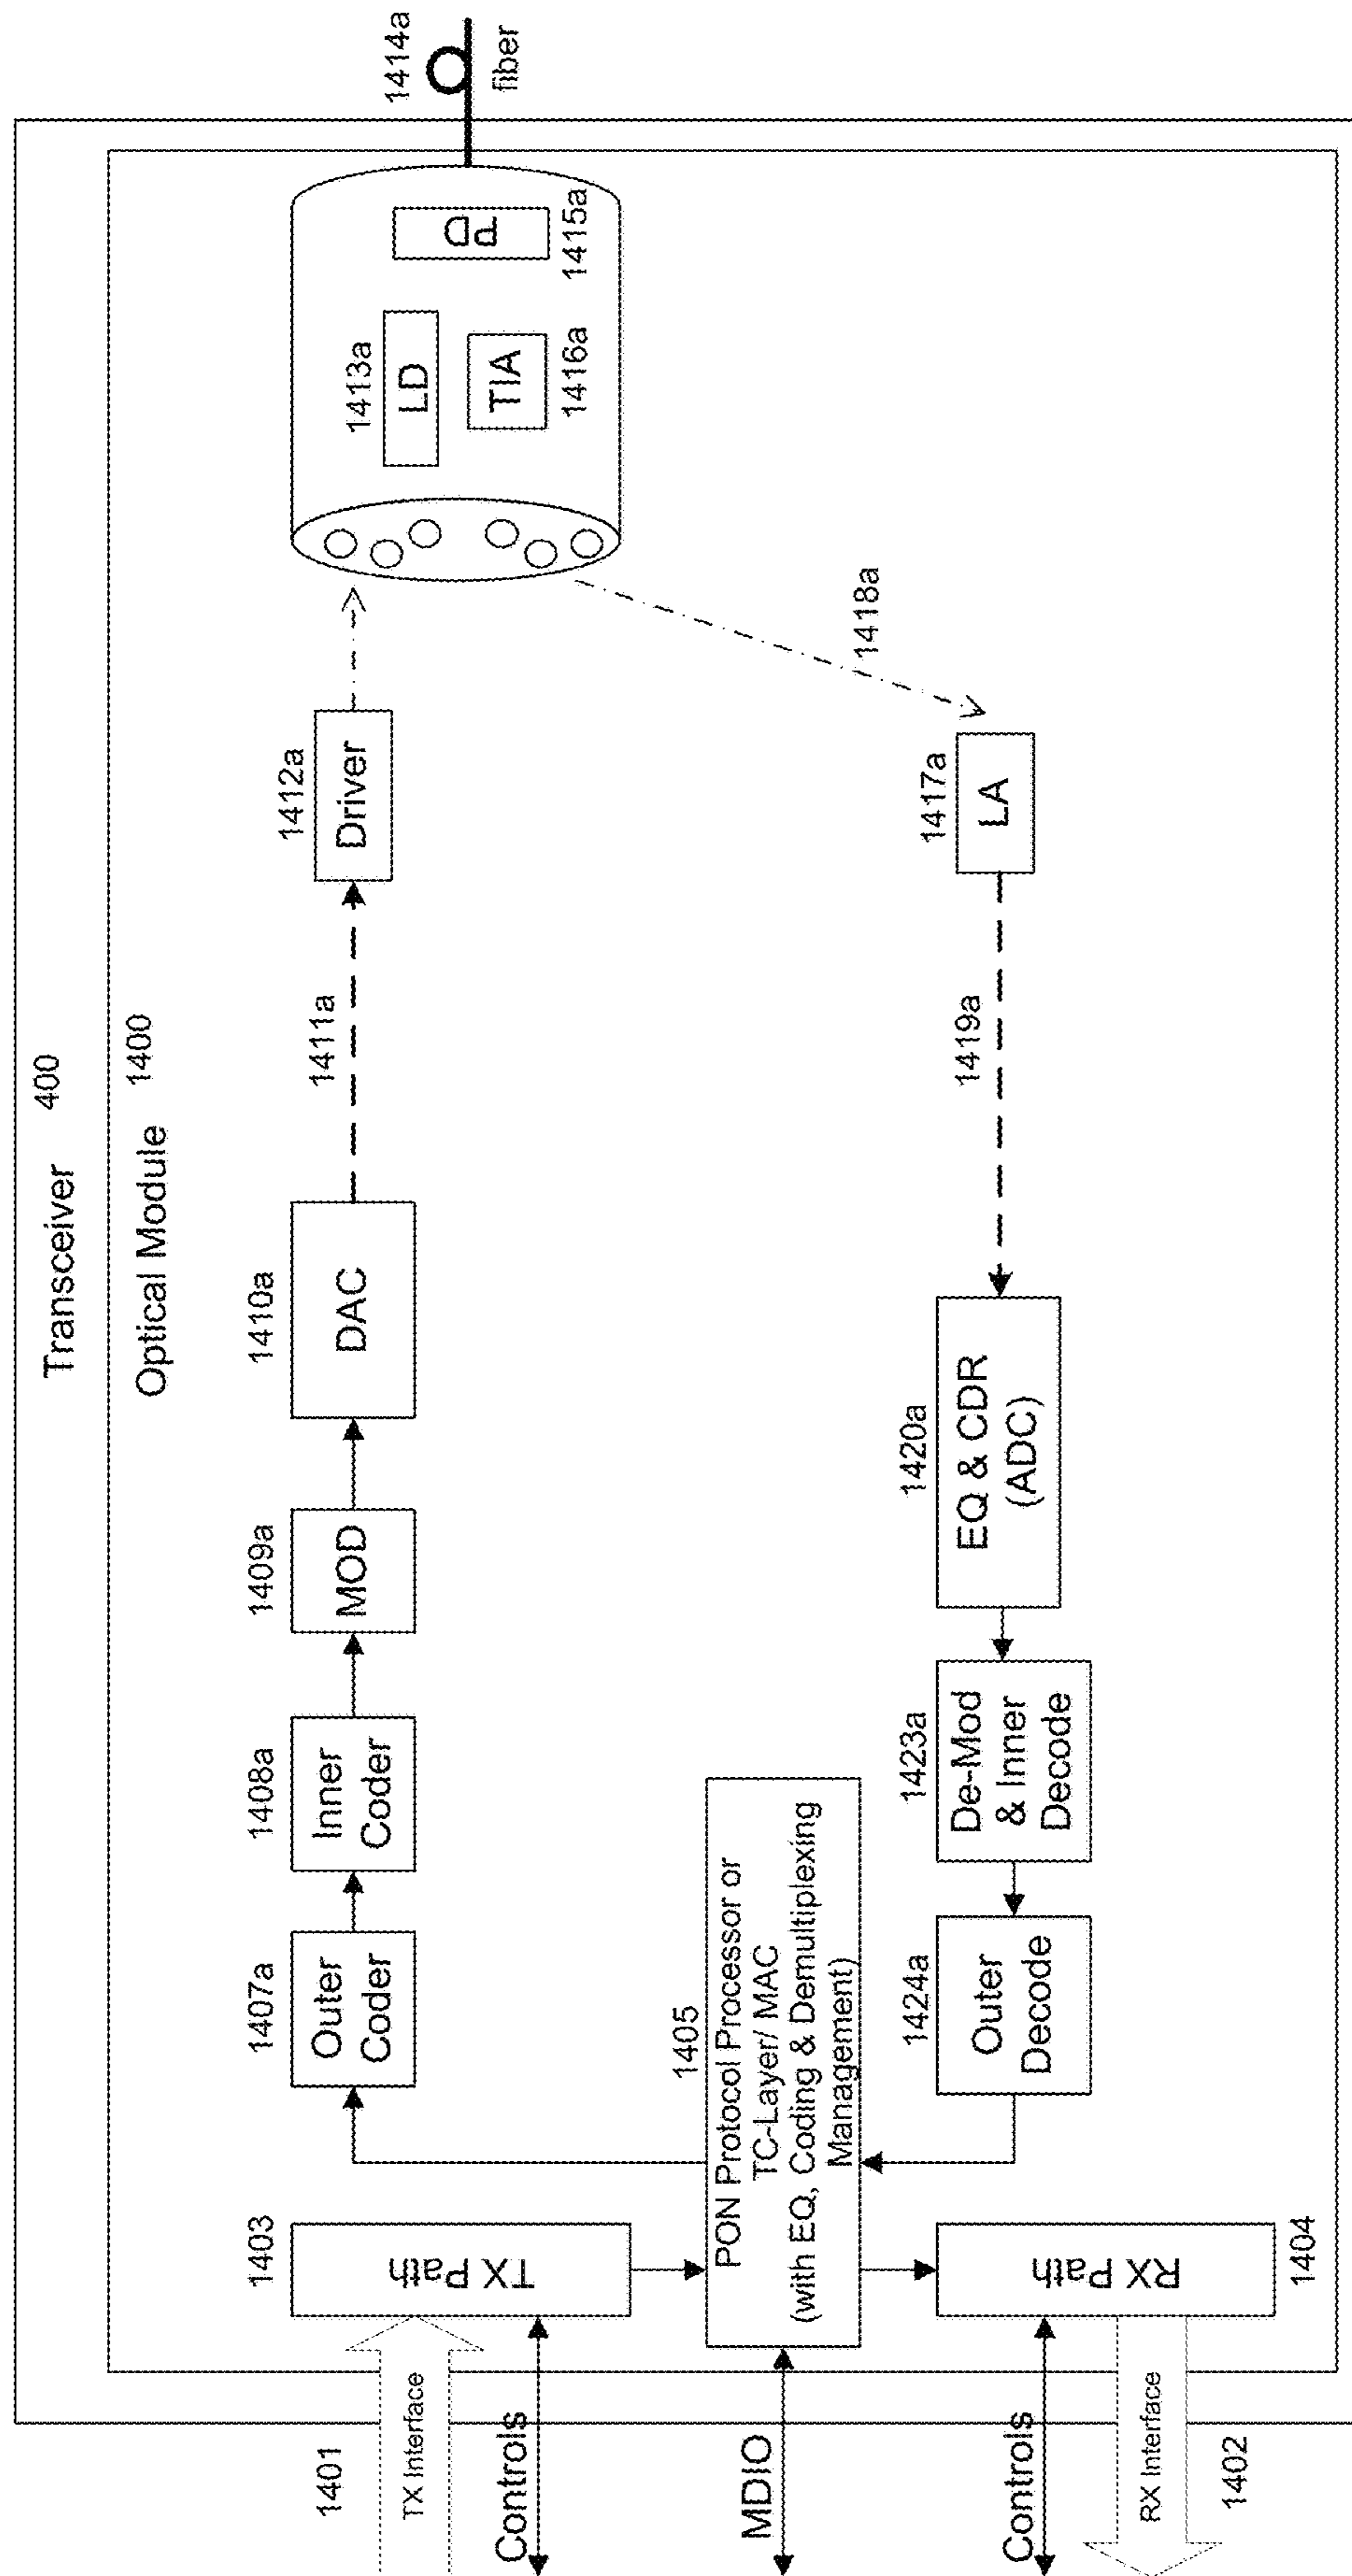 Transceiver 400
Optical Module 1400
1401
TX Interface
Controls
MDIO
Controls
RX Interface
1402
1403
TX Path
1405
PON Protocol Processor or
TC-Layer/ MAC
(with EQ, Coding & Demultiplexing
Management)
RX Path
1404
1407a
Outer
Coder
1408a
Inner
Coder
1409a
MOD
1410a
DAC
1411a
1412a
Driver
1413a
LD
TIA
1416a
PD
1415a
1414a
fiber
1418a
1417a
LA
1419a
1420a
EQ & CDR
(ADC)
1423a
De-Mod
& Inner
Decode
1424a
Outer
Decode